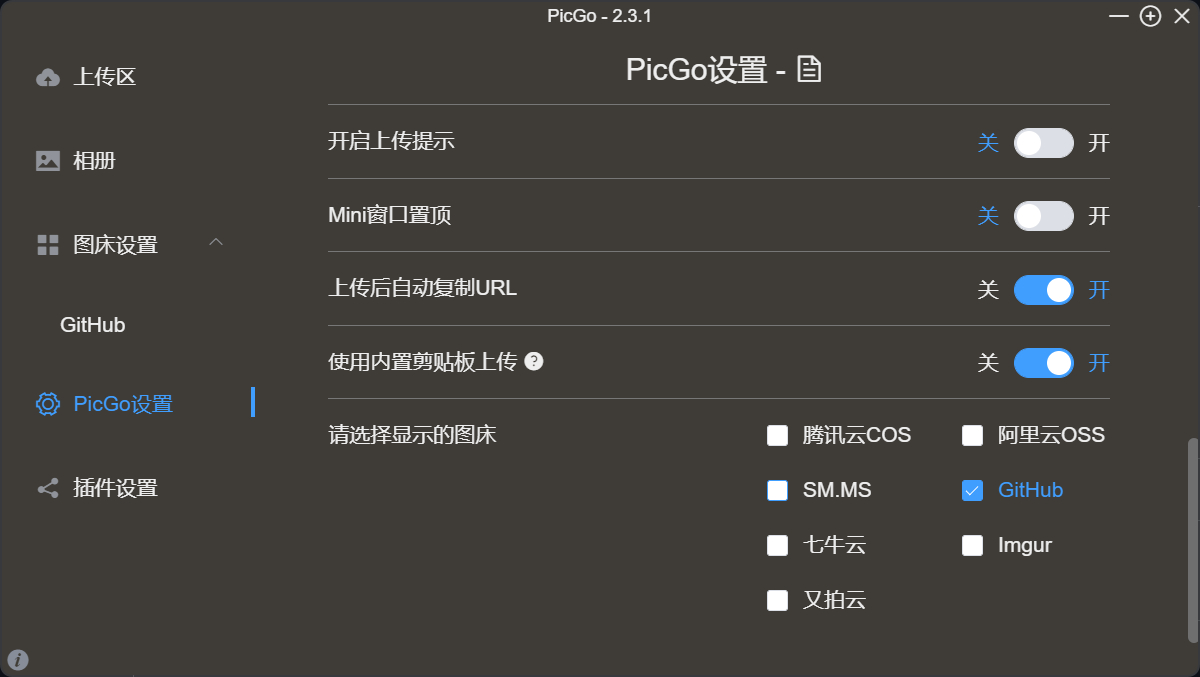 PicGo - 2.3.1
上传区
相册
图床设置
GitHub
PicGo设置
插件设置
PicGo设置 -
开启上传提示 关 开
Mini窗口置顶 关 开
上传后自动复制URL 关 开
使用内置剪贴板上传 ? 关 开
请选择显示的图床 腾讯云COS 阿里云OSS
SM.MS GitHub
七牛云 Imgur
又拍云